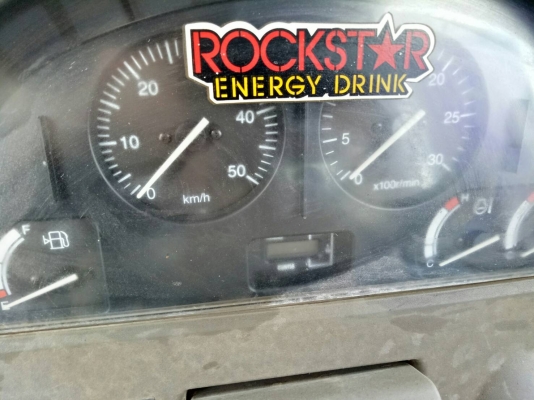 ROCKSTAR
ENERGY DRINK
0
10
20
40
50
km/h
0
5
20
25
30
x100r/min
F
E
H
C